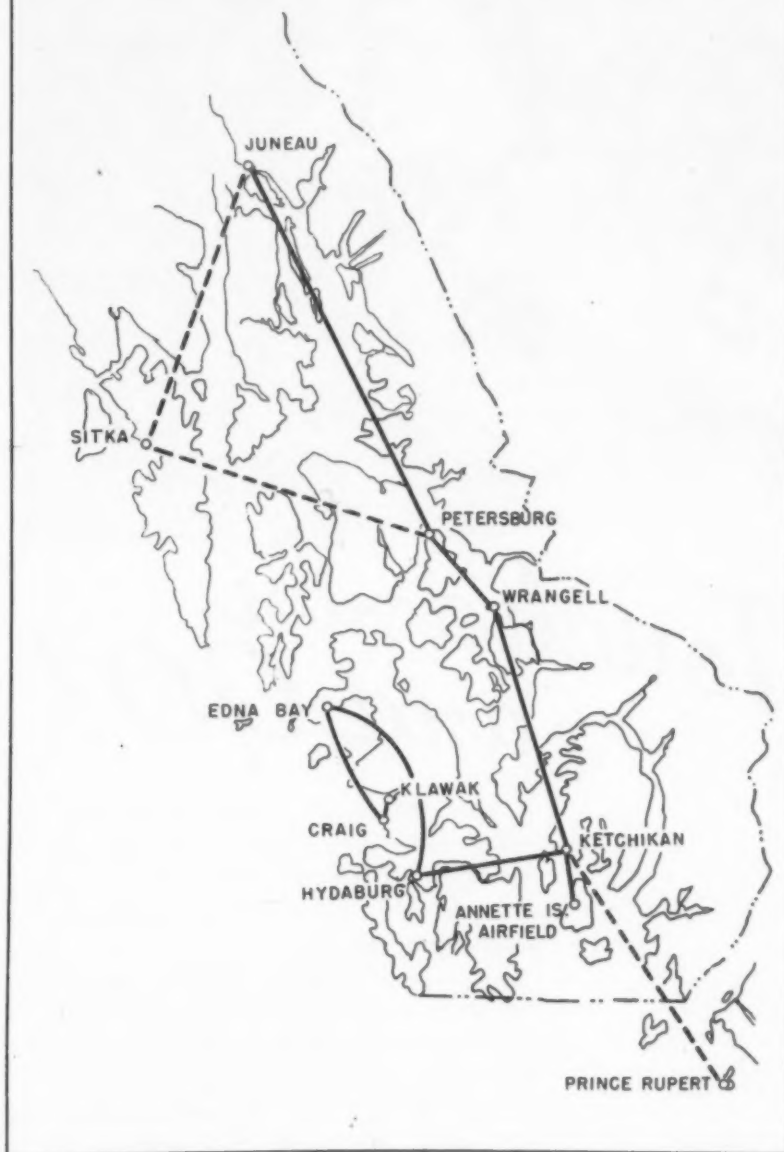 JUNEAU
SITKA
PETERSBURG
WRANGELL
EDNA BAY
KLAWAK
CRAIG
KETCHIKAN
HYDABURG
ANNETTE IS.
AIRFIELD
PRINCE RUPERT